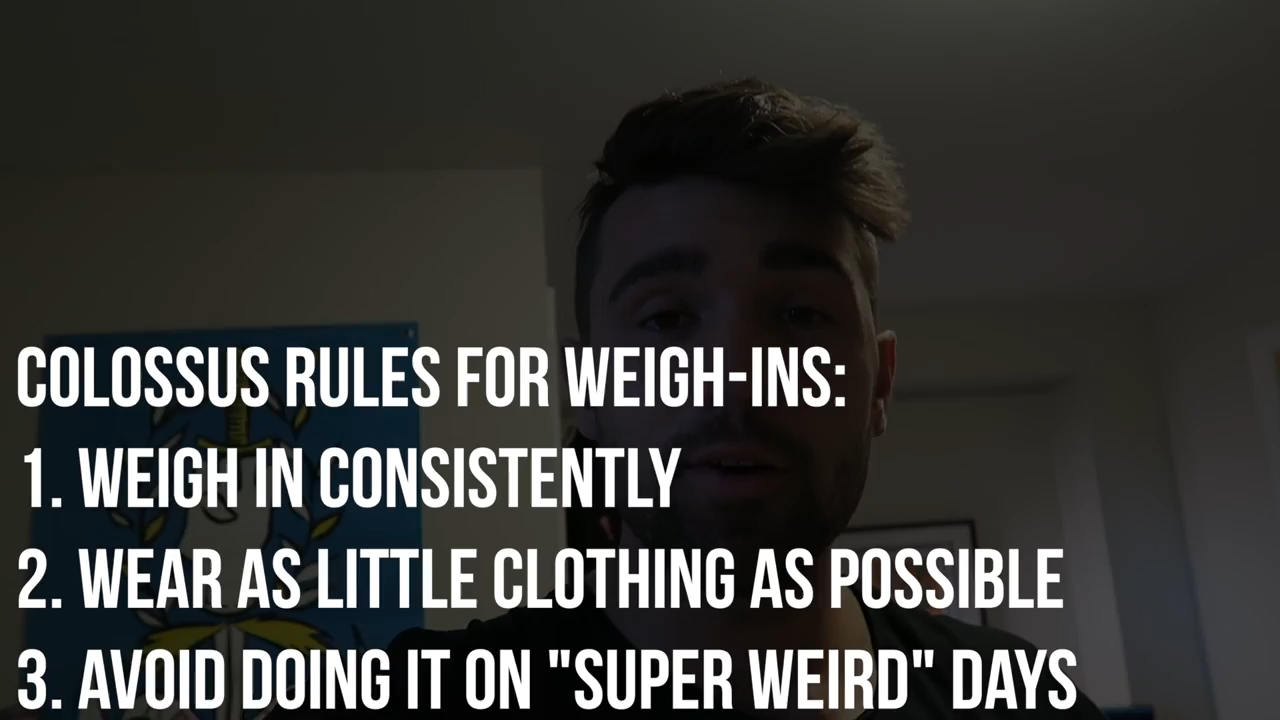 COLOSSUS RULES FOR WEIGH-INS:
1. WEIGH IN CONSISTENTLY
2. WEAR AS LITTLE CLOTHING AS POSSIBLE
3. AVOID DOING IT ON "SUPER WEIRD" DAYS